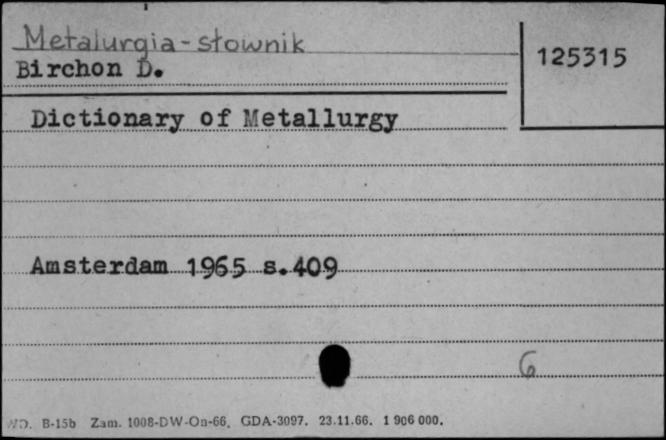 Metalurgia-słownik
125315
Birchon D.
Dictionary of Metallurgy
Amsterdam 1965 s.409
6
WD. B-15b Zam. 1008-DW-On-66. GDA-3097. 23.11.66. 1 906 000.